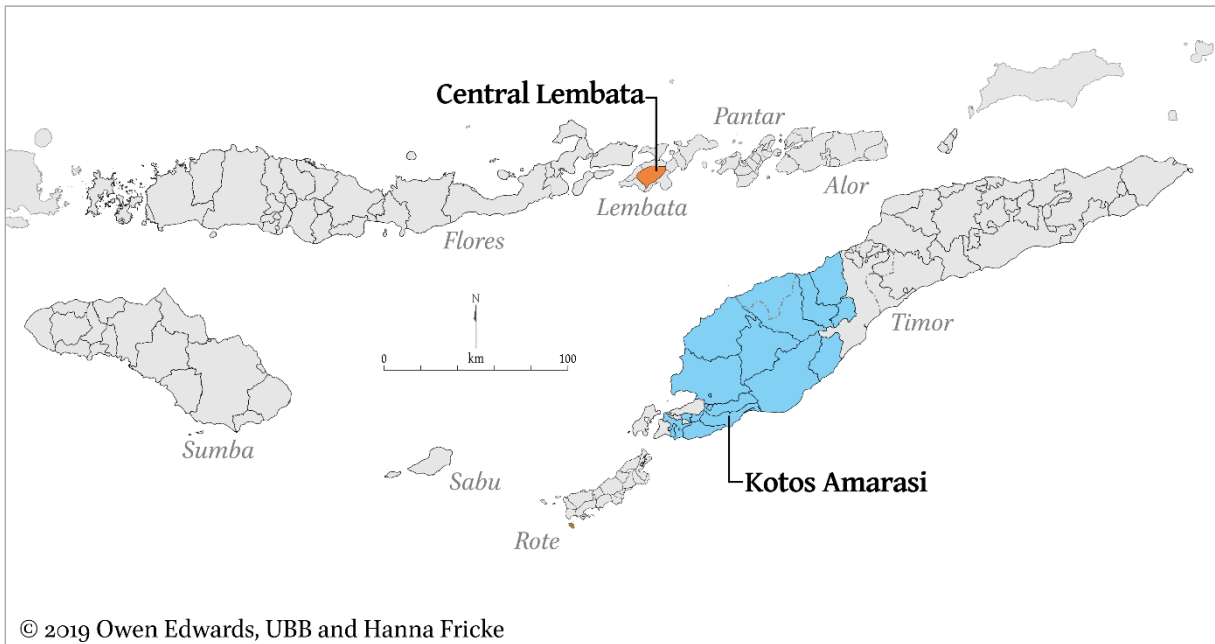 Central Lembata
Pantar
Alor
Lembata
Flores
N
0 km 100
Timor
Sumba
Sabu
Kotos Amarasi
Rote
© 2019 Owen Edwards, UBB and Hanna Fricke